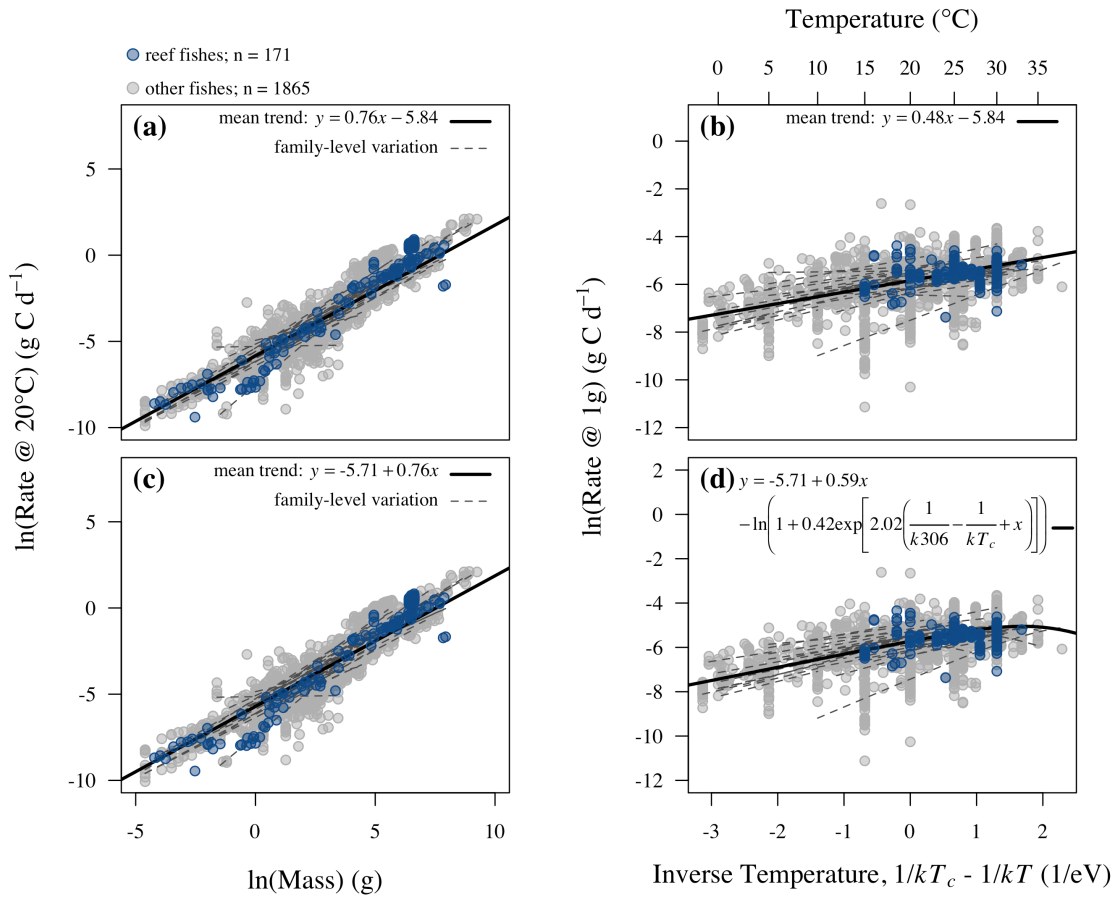 Temperature (°C)
reef fishes; n = 171
other fishes; n = 1865
0 5 10 15 20 25 30 35
(a) mean trend: y = 0.76x − 5.84
family-level variation
5
0
-5
-10
(b) mean trend: y = 0.48x − 5.84
0
-2
-4
-6
-8
-10
-12
(c) mean trend: y = -5.71 + 0.76x
family-level variation
5
0
-5
-10
-5 0 5 10
ln(Mass) (g)
ln(Rate @ 20°C) (g C d⁻¹)
(d) y = -5.71 + 0.59x
−ln(1 + 0.42exp[2.02(1/k306 − 1/kT_c + x)])
2
0
-2
-4
-6
-8
-10
-12
-3 -2 -1 0 1 2
Inverse Temperature, 1/kT_c - 1/kT (1/eV)
ln(Rate @ 1g) (g C d⁻¹)